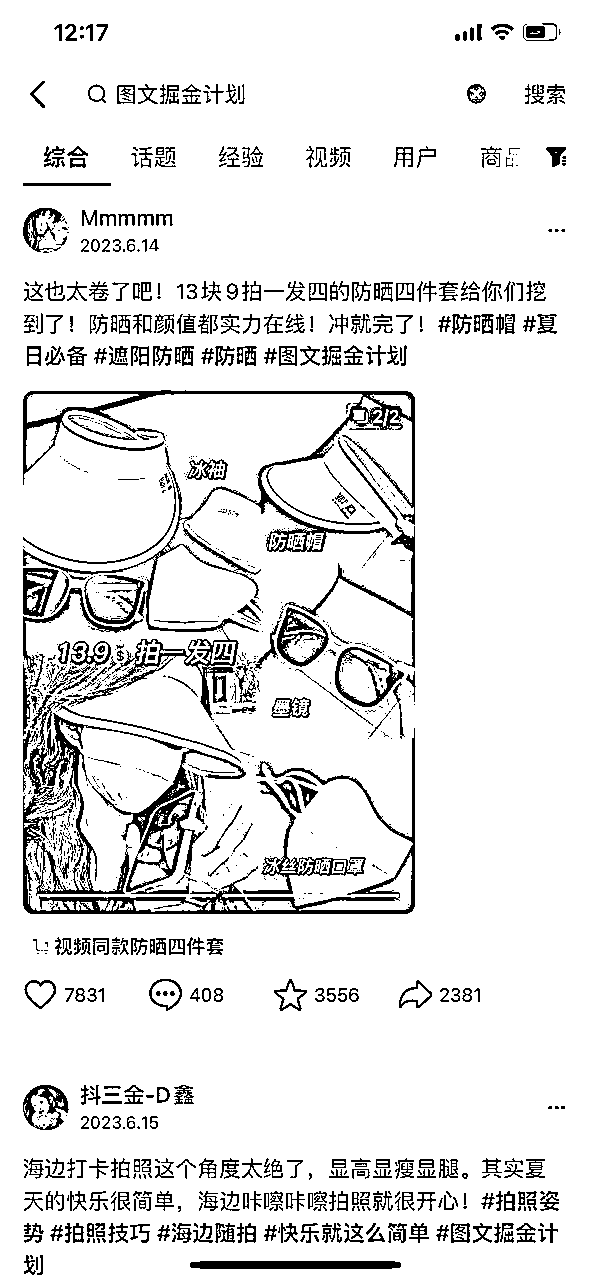 12:17
图文掘金计划
搜索
综合 话题 经验 视频 用户 商品
Mmmmm
2023.6.14
这也太卷了吧！13块9拍一发四的防晒四件套给你们挖
到了！防晒和颜值都实力在线！冲就完了！#防晒帽 #夏
日必备 #遮阳防晒 #防晒 #图文掘金计划
2/2
冰袖
防晒帽
13.9 拍一发四
墨镜
冰丝防晒口罩
视频同款防晒四件套
7831 408 3556 2381
抖三金-D鑫
2023.6.15
海边打卡拍照这个角度太绝了，显高显瘦显腿。其实夏
天的快乐很简单，海边咔嚓咔嚓拍照就很开心！#拍照姿
势 #拍照技巧 #海边随拍 #快乐就这么简单 #图文掘金计
划